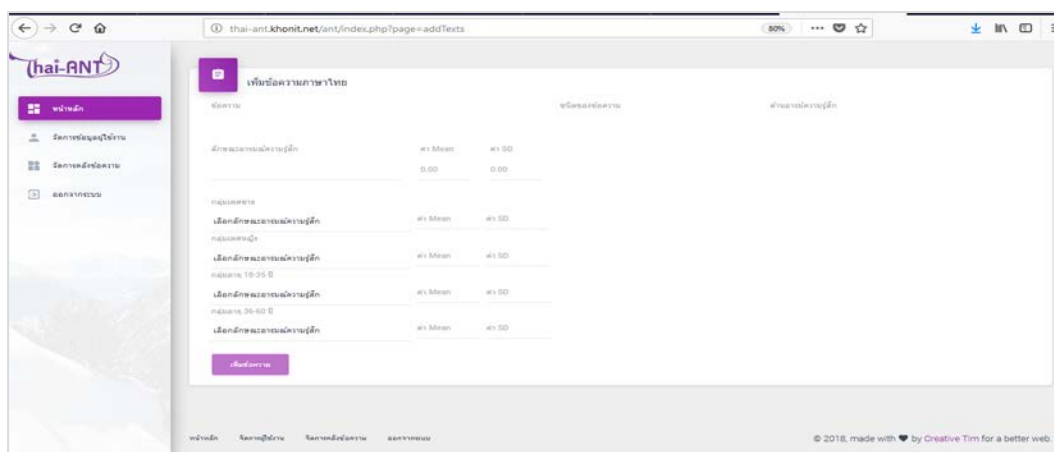 thai-ant.khonit.net/ant/index.php?page=addTexts
80%
Thai-ANT
เพิ่มข้อความภาษาไทย
หน้าหลัก
จัดการข้อมูลผู้ใช้งาน
จัดการคลังข้อความ
ออกจากระบบ
ข้อความ ชนิดของข้อความ ด้านอารมณ์ความรู้สึก
ลักษณะอารมณ์ความรู้สึก ค่า Mean ค่า SD
0.00 0.00
กลุ่มเพศชาย
เลือกลักษณะอารมณ์ความรู้สึก ค่า Mean ค่า SD
กลุ่มเพศหญิง
เลือกลักษณะอารมณ์ความรู้สึก ค่า Mean ค่า SD
กลุ่มอายุ 18-35 ปี
เลือกลักษณะอารมณ์ความรู้สึก ค่า Mean ค่า SD
กลุ่มอายุ 36-60 ปี
เลือกลักษณะอารมณ์ความรู้สึก ค่า Mean ค่า SD
เพิ่มข้อความ
หน้าหลัก จัดการผู้ใช้งาน จัดการคลังข้อความ ออกจากระบบ
© 2018, made with ♥ by Creative Tim for a better web.